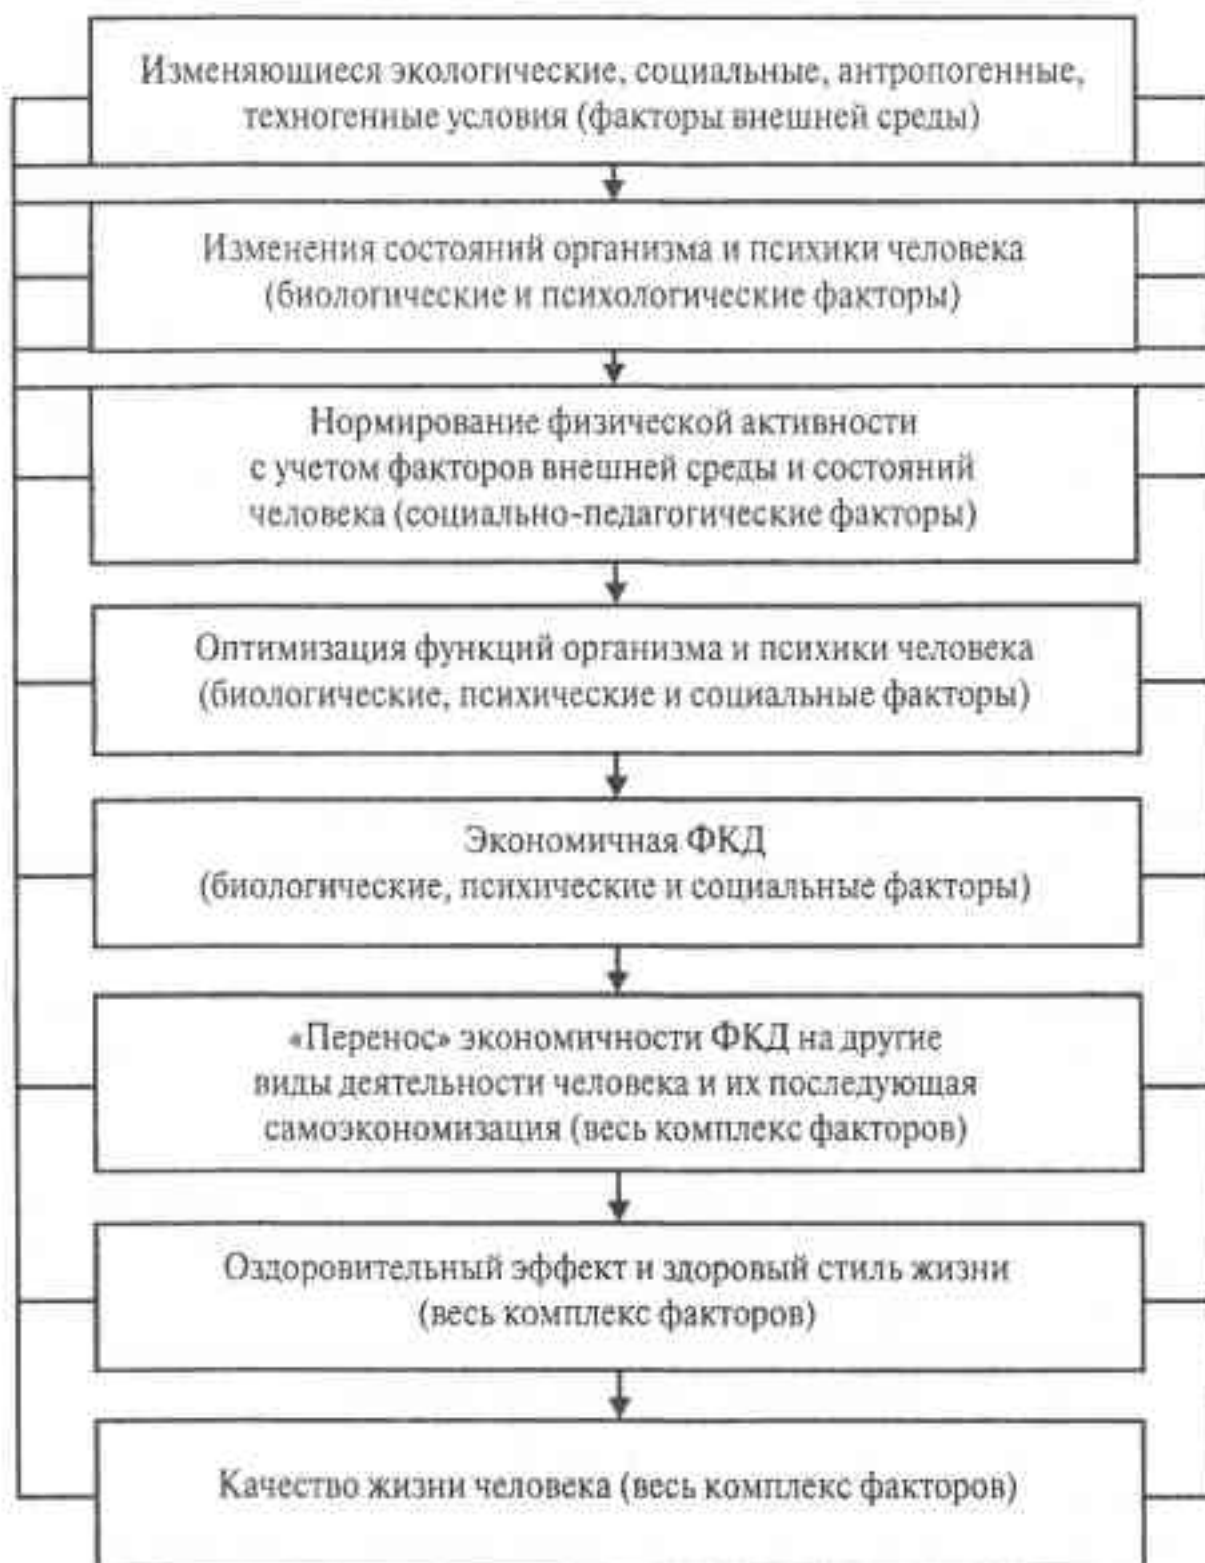 Изменяющиеся экологические, социальные, антропогенные,
техногенные условия (факторы внешней среды)
Изменения состояний организма и психики человека
(биологические и психологические факторы)
Нормирование физической активности
с учетом факторов внешней среды и состояний
человека (социально-педагогические факторы)
Оптимизация функций организма и психики человека
(биологические, психические и социальные факторы)
Экономичная ФКД
(биологические, психические и социальные факторы)
«Перенос» экономичности ФКД на другие
виды деятельности человека и их последующая
самоэкономизация (весь комплекс факторов)
Оздоровительный эффект и здоровый стиль жизни
(весь комплекс факторов)
Качество жизни человека (весь комплекс факторов)